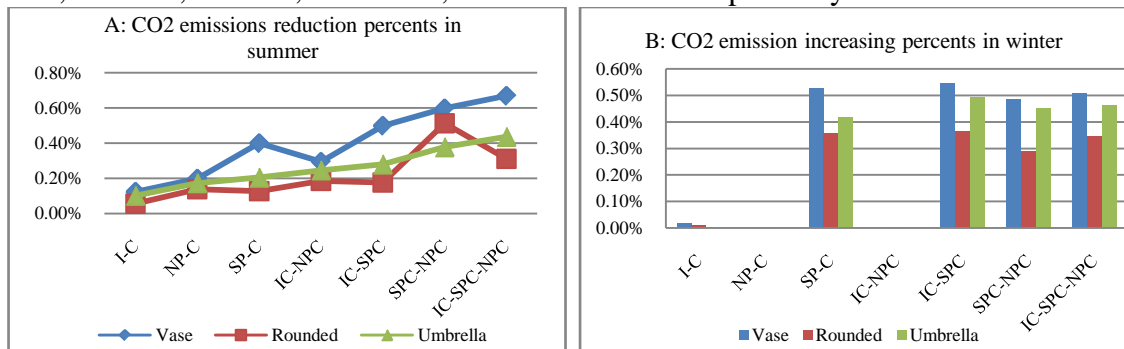 A: CO2 emissions reduction percents in
summer
0.80%
0.60%
0.40%
0.20%
0.00%
I-C
NP-C
SP-C
IC-NPC
IC-SPC
SPC-NPC
IC-SPC-NPC
Vase Rounded Umbrella
B: CO2 emission increasing percents in winter
0.60%
0.50%
0.40%
0.30%
0.20%
0.10%
0.00%
I-C
NP-C
SP-C
IC-NPC
IC-SPC
SPC-NPC
IC-SPC-NPC
Vase Rounded Umbrella